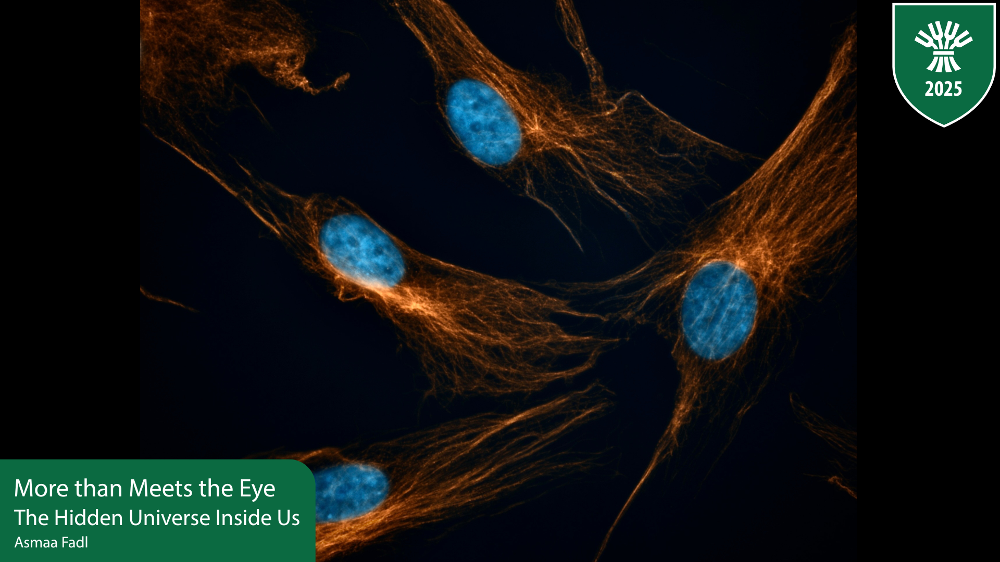 2025
More than Meets the Eye
The Hidden Universe Inside Us
Asmaa Fadl